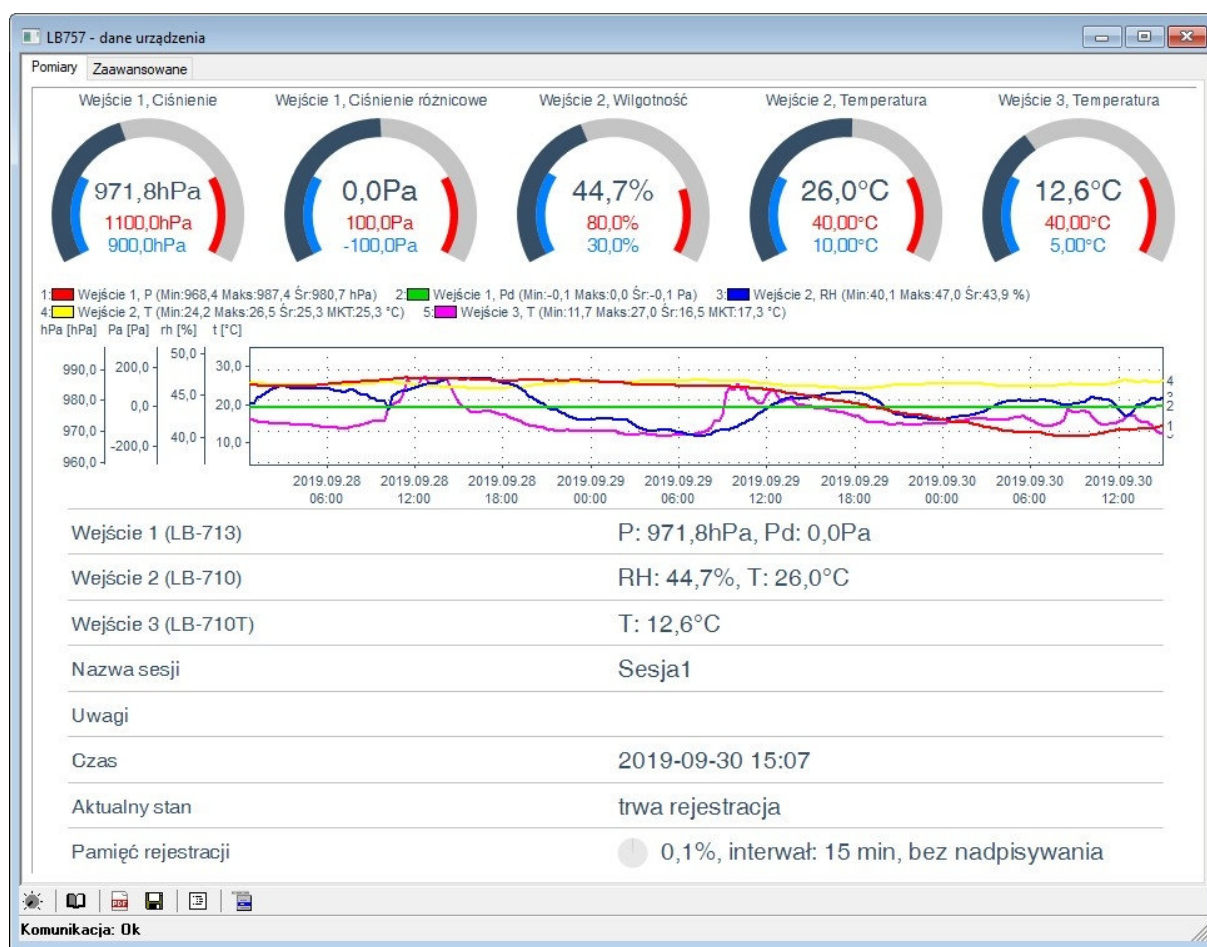 LB757 - dane urządzenia
Pomiary Zaawansowane
Wejście 1, Ciśnienie Wejście 1, Ciśnienie różnicowe Wejście 2, Wilgotność Wejście 2, Temperatura Wejście 3, Temperatura
971,8hPa 0,0Pa 44,7% 26,0°C 12,6°C
1100,0hPa 100,0Pa 80,0% 40,00°C 40,00°C
900,0hPa -100,0Pa 30,0% 10,00°C 5,00°C
1: Wejście 1, P (Min:968,4 Maks:987,4 Śr:980,7 hPa) 2: Wejście 1, Pd (Min:-0,1 Maks:0,0 Śr:-0,1 Pa) 3: Wejście 2, RH (Min:40,1 Maks:47,0 Śr:43,9 %)
4: Wejście 2, T (Min:24,2 Maks:26,5 Śr:25,3 MKT:25,3 °C) 5: Wejście 3, T (Min:11,7 Maks:27,0 Śr:16,5 MKT:17,3 °C)
hPa [hPa] Pa [Pa] rh [%] t [°C]
50,0
990,0 200,0 30,0
4
980,0 0,0 45,0 20,0
3
2
970,0 -200,0 40,0 10,0
1
960,0
2019.09.28 2019.09.28 2019.09.28 2019.09.29 2019.09.29 2019.09.29 2019.09.29 2019.09.30 2019.09.30 2019.09.30
06:00 12:00 18:00 00:00 06:00 12:00 18:00 00:00 06:00 12:00
Wejście 1 (LB-713) P: 971,8hPa, Pd: 0,0Pa
Wejście 2 (LB-710) RH: 44,7%, T: 26,0°C
Wejście 3 (LB-710T) T: 12,6°C
Nazwa sesji Sesja1
Uwagi
Czas 2019-09-30 15:07
Aktualny stan trwa rejestracja
Pamięć rejestracji 0,1%, interwał: 15 min, bez nadpisywania
PDF
Komunikacja: Ok